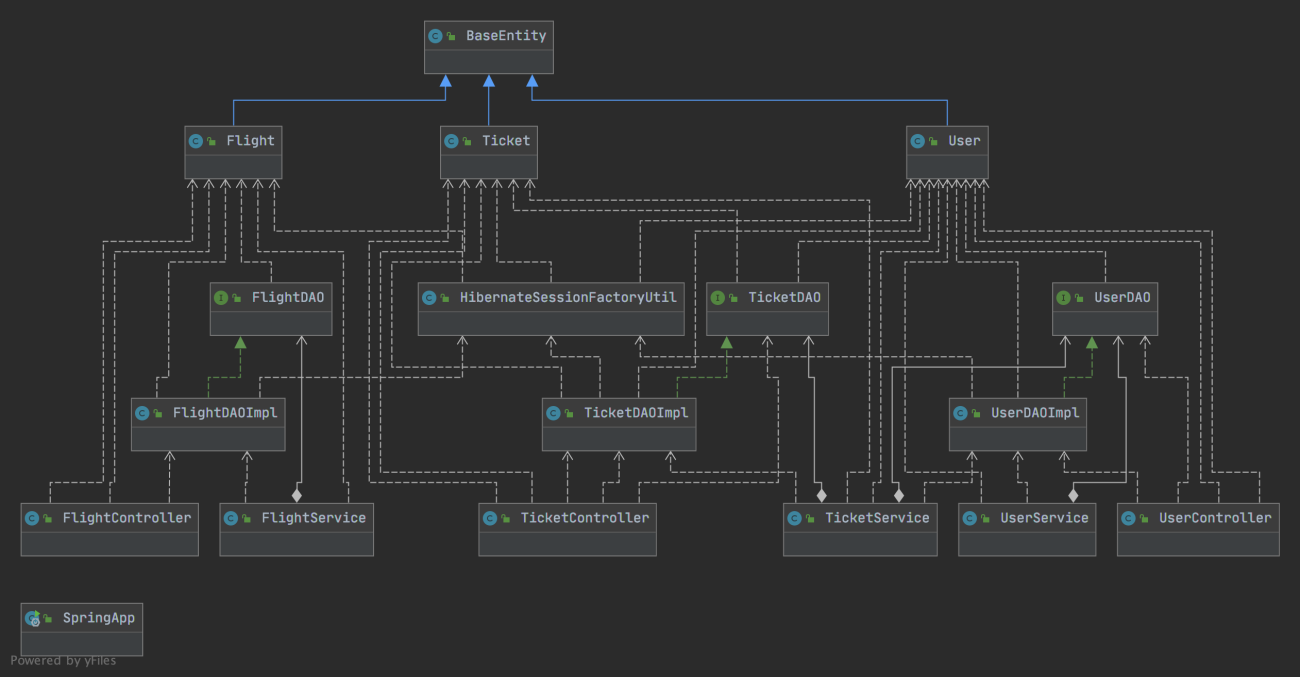 BaseEntity
Flight
Ticket
User
FlightDAO
HibernateSessionFactoryUtil
TicketDAO
UserDAO
FlightDAOImpl
TicketDAOImpl
UserDAOImpl
FlightController
FlightService
TicketController
TicketService
UserService
UserController
SpringApp
Powered by yFiles